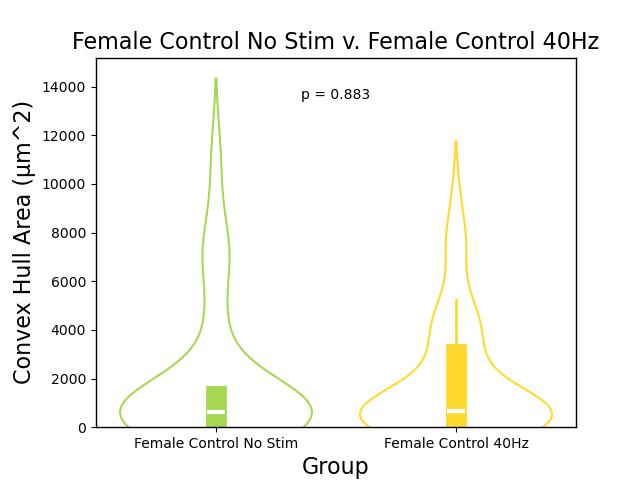 Female Control No Stim v. Female Control 40Hz
p = 0.883
Convex Hull Area (μm^2)
14000
12000
10000
8000
6000
4000
2000
0
Female Control No Stim
Female Control 40Hz
Group